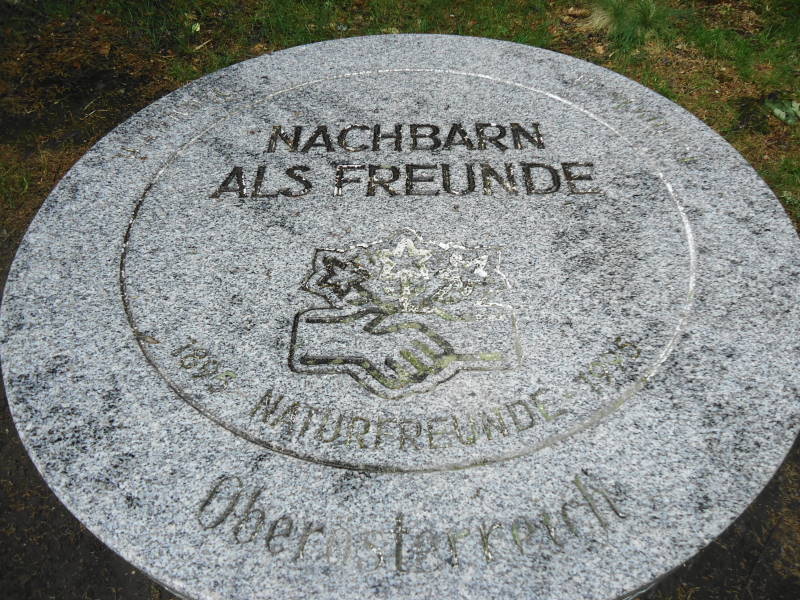 NACHBARN
ALS FREUNDE
1895 NATURFREUNDE 1995
Oberösterreich